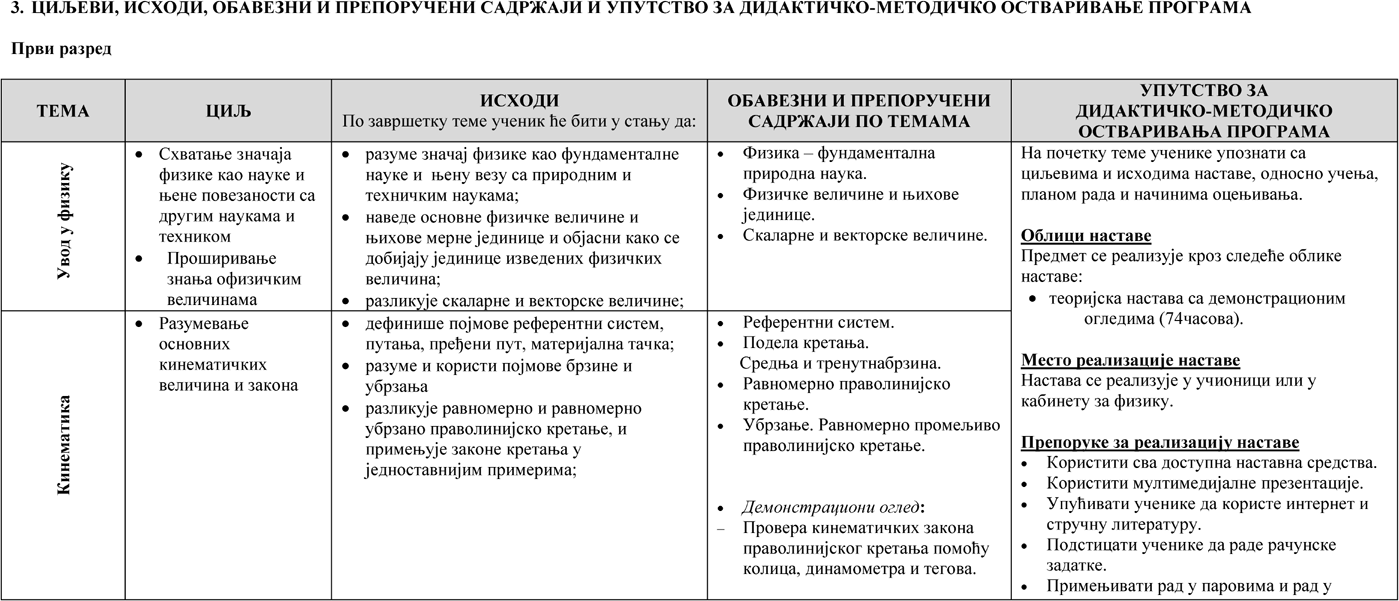 3. ЦИЉЕВИ, ИСХОДИ, ОБАВЕЗНИ И ПРЕПОРУЧЕНИ САДРЖАЈИ И УПУТСТВО ЗА ДИДАКТИЧКО-МЕТОДИЧКО ОСТВАРИВАЊЕ ПРОГРАМА
Први разред
ТЕМА
ЦИЉ
ИСХОДИ
По завршетку теме ученик ће бити у стању да:
ОБАВЕЗНИ И ПРЕПОРУЧЕНИ
САДРЖАЈИ ПО ТЕМАМА
УПУТСТВО ЗА
ДИДАКТИЧКО-МЕТОДИЧКО
ОСТВАРИВАЊА ПРОГРАМА
Увод у физику
• Схватање значаја
физике као науке и
њене повезаности са
другим наукама и
техником
• Проширивање
знања офизичким
величинама
• разуме значај физике као фундаменталне
науке и њену везу са природним и
техничким наукама;
• наведе основне физичке величине и
њихове мерне јединице и објасни како се
добијају јединице изведених физичких
величина;
• разликује скаларне и векторске величине;
• Физика – фундаментална
природна наука.
• Физичке величине и њихове
јединице.
• Скаларне и векторске величине.
На почетку теме ученике упознати са
циљевима и исходима наставе, односно учења,
планом рада и начинима оцењивања.
Облици наставе
Предмет се реализује кроз следеће облике
наставе:
• теоријска настава са демонстрационим
огледима (74часова).
Место реализације наставе
Настава се реализује у учионици или у
кабинету за физику.
Препоруке за реализацију наставе
• Користити сва доступна наставна средства.
• Користити мултимедијалне презентације.
• Упућивати ученике да користе интернет и
стручну литературу.
• Подстицати ученике да раде рачунске
задатке.
• Примењивати рад у паровима и рад у
Кинематика
• Разумевање
основних
кинематичких
величина и закона
• дефинише појмове референтни систем,
путања, пређени пут, материјална тачка;
• разуме и користи појмове брзине и
убрзања
• разликује равномерно и равномерно
убрзано праволинијско кретање, и
примењује законе кретања у
једноставнијим примерима;
• Референтни систем.
• Подела кретања.
Средња и тренутнабрзина.
• Равномерно праволинијско
кретање.
• Убрзање. Равномерно промељиво
праволинијско кретање.
• Демонстрациони оглед:
– Провера кинематичких закона
праволинијског кретања помоћу
колица, динамометра и тегова.